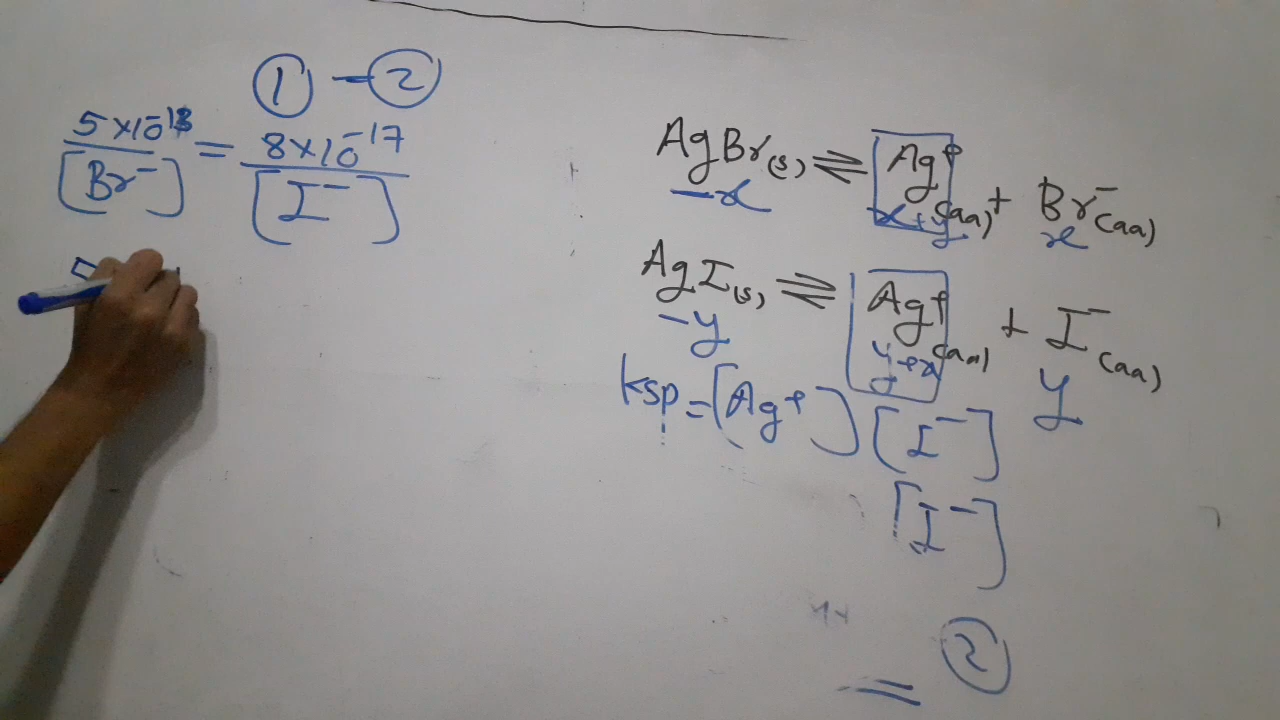 ① - ②
5×10⁻¹³ / [Br⁻] = 8×10⁻¹⁷ / [I⁻]
5
AgBr(s) ⇌ Ag⁺(aq) + Br⁻(aq)
-x x+y x
AgI(s) ⇌ Ag⁺(aq) + I⁻(aq)
-y y+x y
ksp = [Ag⁺] [I⁻]
[I⁻]
= ②